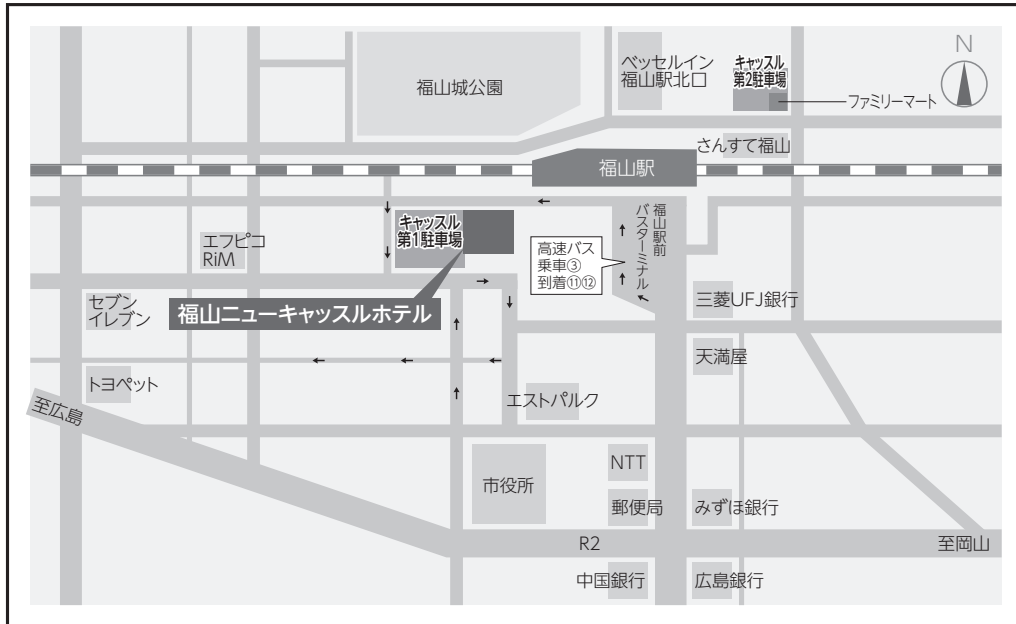 福山城公園
ベッセルイン
福山駅北口
キャッスル
第2駐車場
N
ファミリーマート
さんすて福山
福山駅
キャッスル
第1駐車場
福山駅前
バスターミナル
高速バス
乗車③
到着⑪⑫
エフピコ
RiM
セブン
イレブン
福山ニューキャッスルホテル
三菱UFJ銀行
天満屋
トヨペット
エストパルク
至広島
NTT
市役所
郵便局
みずほ銀行
R2
至岡山
中国銀行
広島銀行